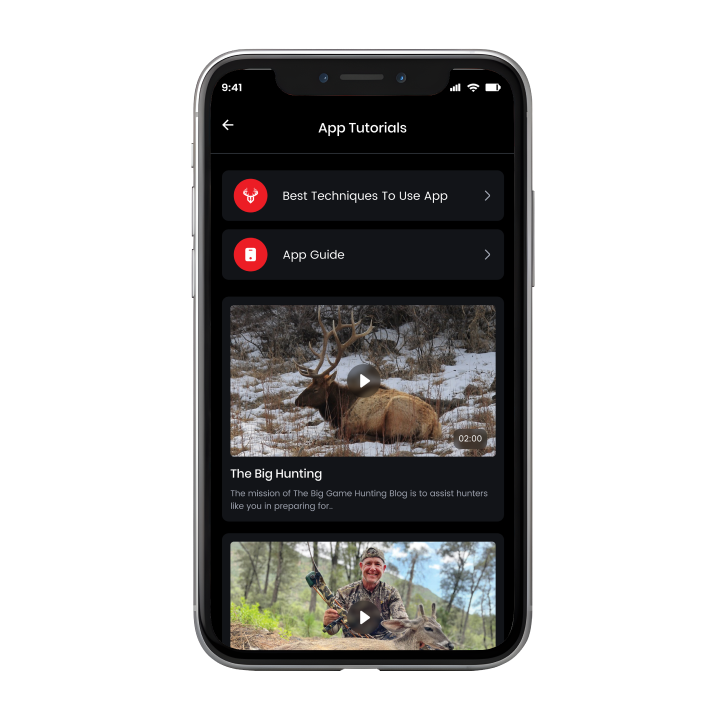 9:41
App Tutorials
Best Techniques To Use App
App Guide
02:00
The Big Hunting
The mission of The Big Game Hunting Blog is to assist hunters
like you in preparing for..